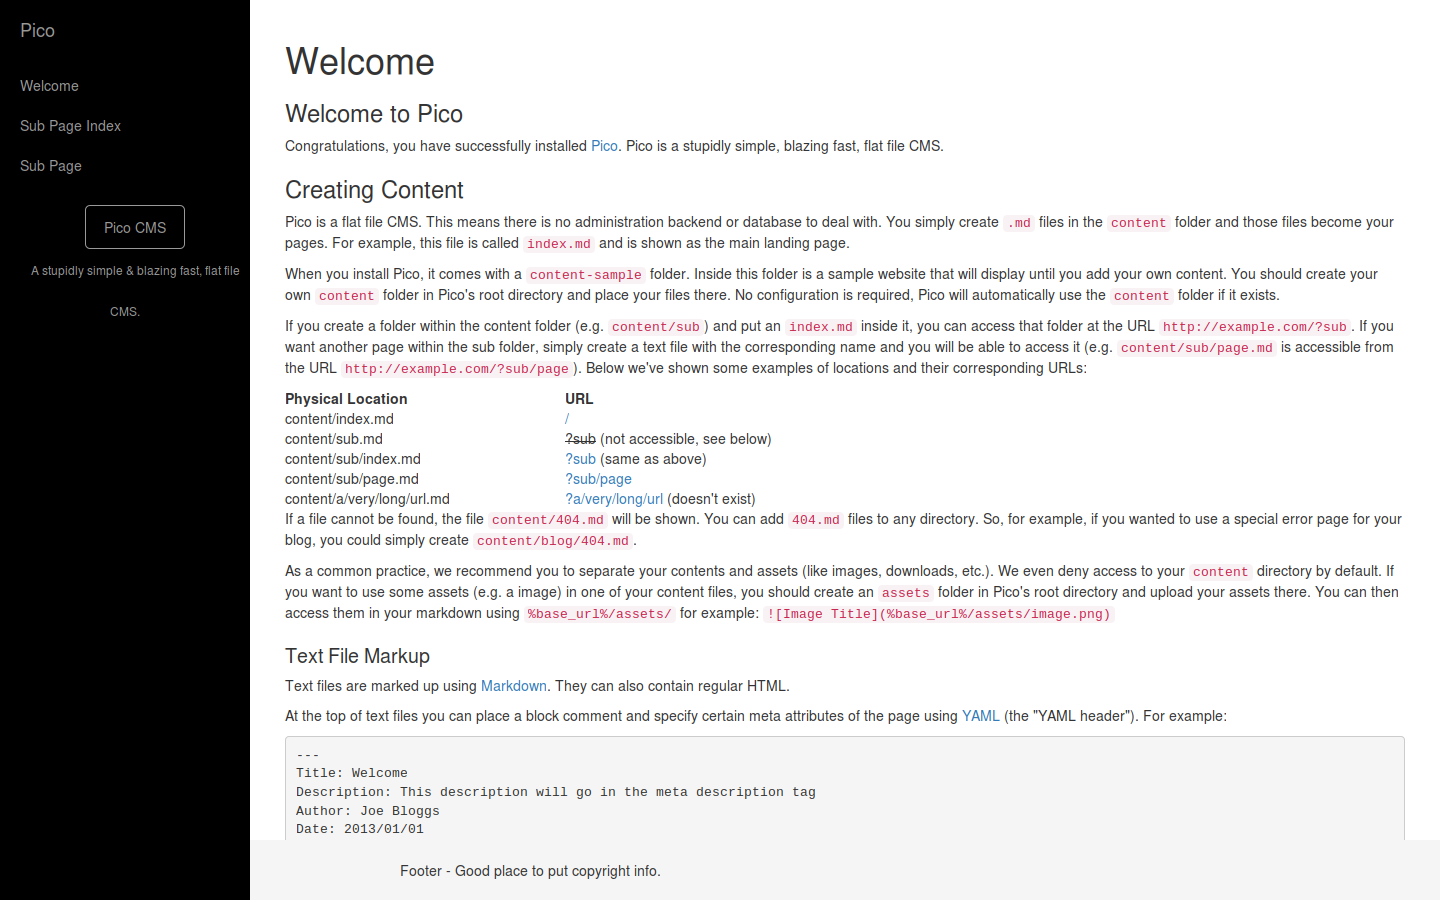 Pico
Welcome
Sub Page Index
Sub Page
Pico CMS
A stupidly simple & blazing fast, flat file
CMS.
Welcome
Welcome to Pico
Congratulations, you have successfully installed Pico. Pico is a stupidly simple, blazing fast, flat file CMS.
Creating Content
Pico is a flat file CMS. This means there is no administration backend or database to deal with. You simply create .md files in the content folder and those files become your
pages. For example, this file is called index.md and is shown as the main landing page.
When you install Pico, it comes with a content-sample folder. Inside this folder is a sample website that will display until you add your own content. You should create your
own content folder in Pico's root directory and place your files there. No configuration is required, Pico will automatically use the content folder if it exists.
If you create a folder within the content folder (e.g. content/sub) and put an index.md inside it, you can access that folder at the URL http://example.com/?sub. If you
want another page within the sub folder, simply create a text file with the corresponding name and you will be able to access it (e.g. content/sub/page.md is accessible from
the URL http://example.com/?sub/page). Below we've shown some examples of locations and their corresponding URLs:
Physical Location URL
content/index.md /
content/sub.md ?sub (not accessible, see below)
content/sub/index.md ?sub (same as above)
content/sub/page.md ?sub/page
content/a/very/long/url.md ?a/very/long/url (doesn't exist)
If a file cannot be found, the file content/404.md will be shown. You can add 404.md files to any directory. So, for example, if you wanted to use a special error page for your
blog, you could simply create content/blog/404.md.
As a common practice, we recommend you to separate your contents and assets (like images, downloads, etc.). We even deny access to your content directory by default. If
you want to use some assets (e.g. a image) in one of your content files, you should create an assets folder in Pico's root directory and upload your assets there. You can then
access them in your markdown using %base_url%/assets/ for example: ![Image Title](%base_url%/assets/image.png)
Text File Markup
Text files are marked up using Markdown. They can also contain regular HTML.
At the top of text files you can place a block comment and specify certain meta attributes of the page using YAML (the "YAML header"). For example:
---
Title: Welcome
Description: This description will go in the meta description tag
Author: Joe Bloggs
Date: 2013/01/01
Footer - Good place to put copyright info.